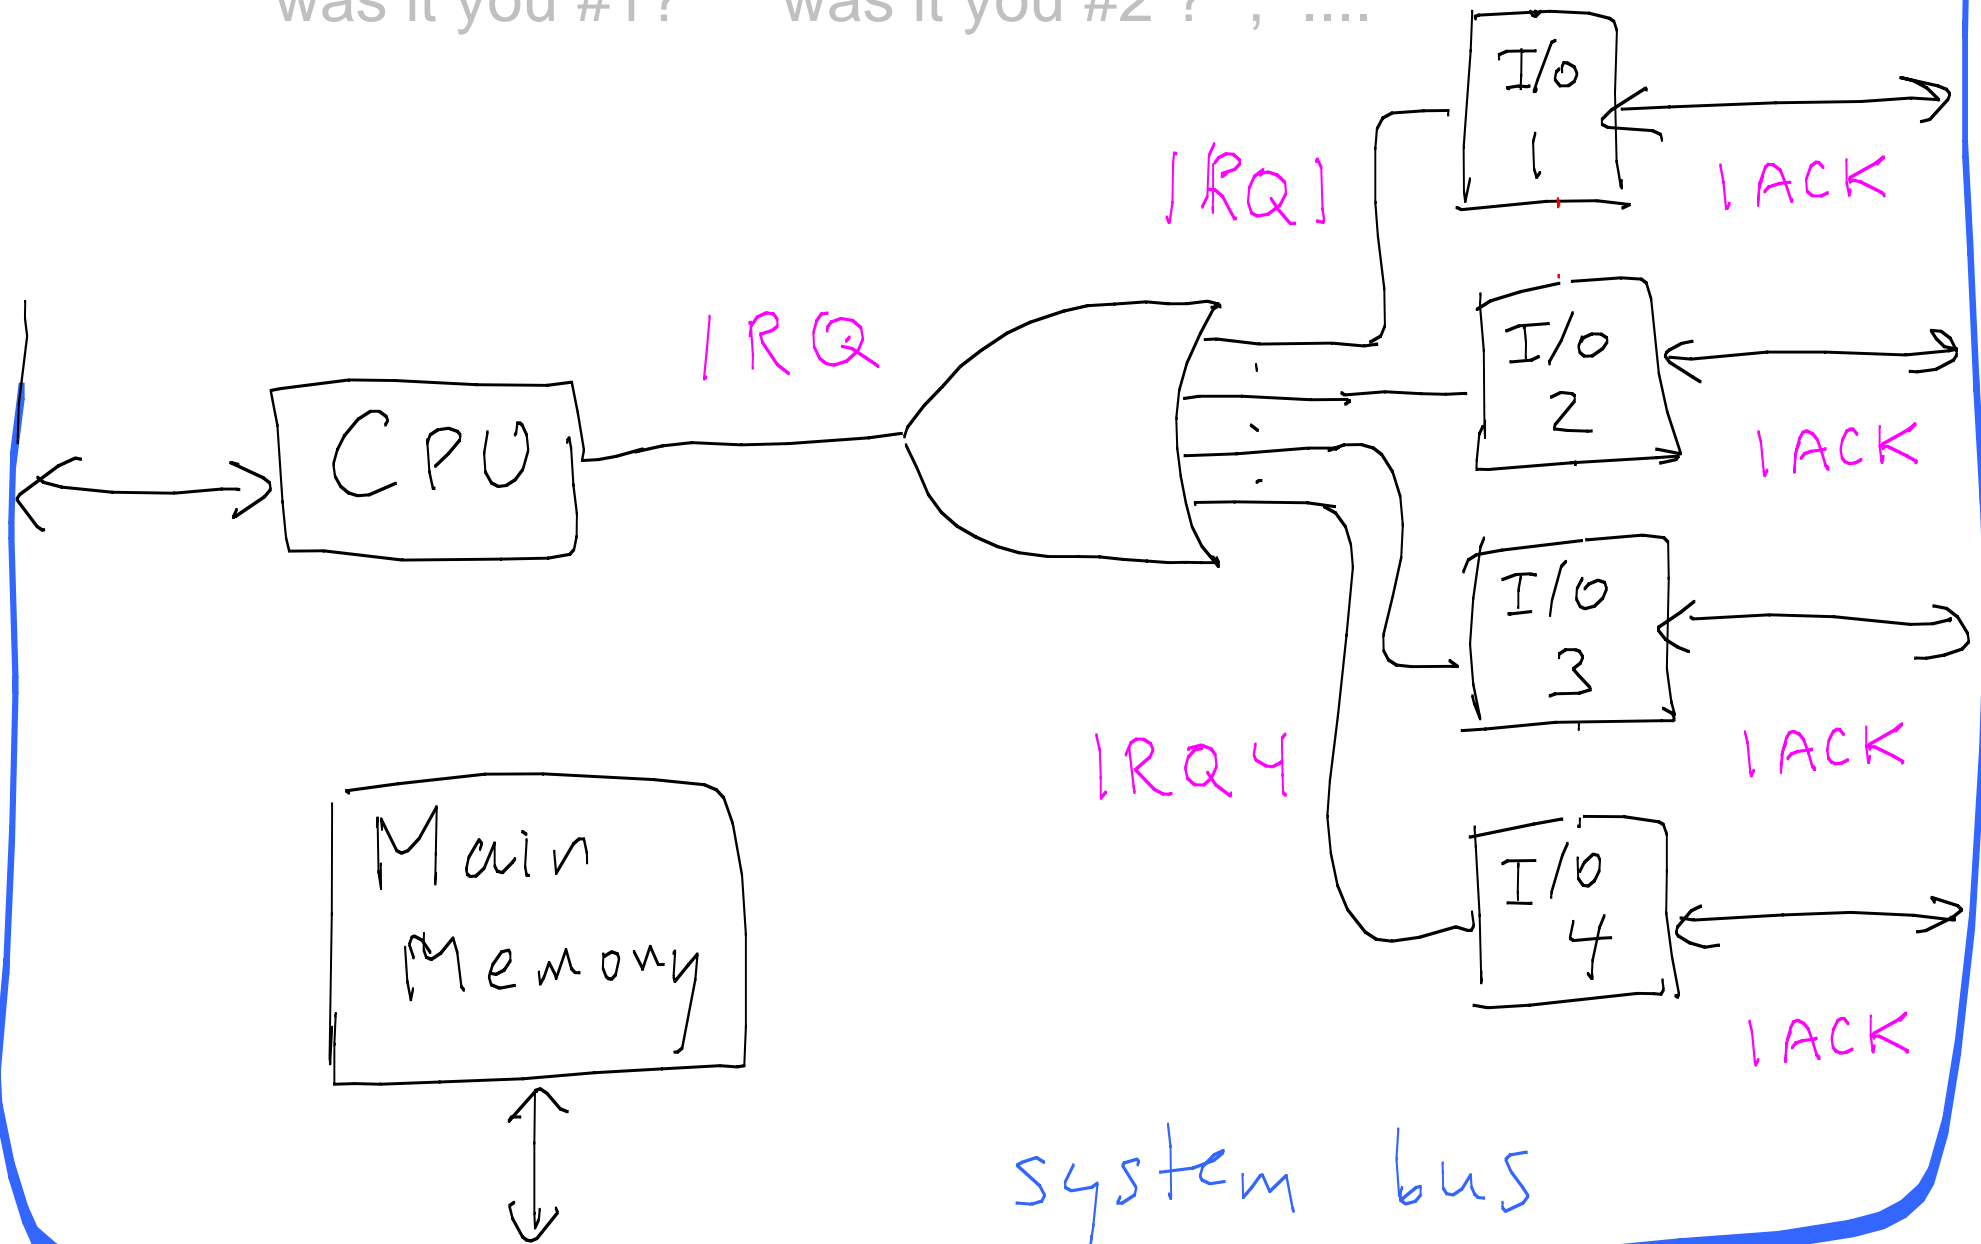 was it you #1? was it you #2 ? , ....
I/O
1
IRQ1
IACK
IRQ
I/O
2
IACK
CPU
I/O
3
IACK
IRQ4
I/O
4
IACK
Main
Memory
system bus